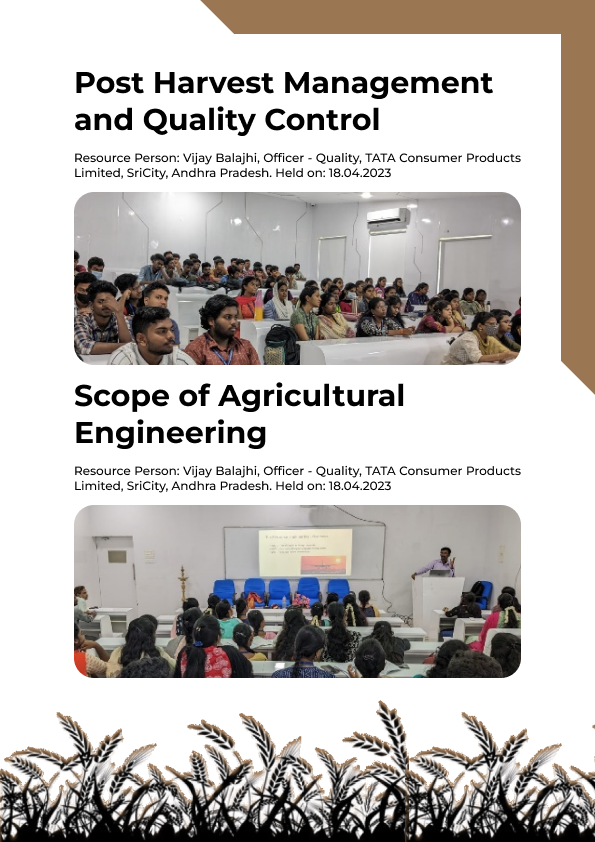 Post Harvest Management
and Quality Control
Resource Person: Vijay Balajhi, Officer - Quality, TATA Consumer Products
Limited, SriCity, Andhra Pradesh. Held on: 18.04.2023
Scope of Agricultural
Engineering
Resource Person: Vijay Balajhi, Officer - Quality, TATA Consumer Products
Limited, SriCity, Andhra Pradesh. Held on: 18.04.2023